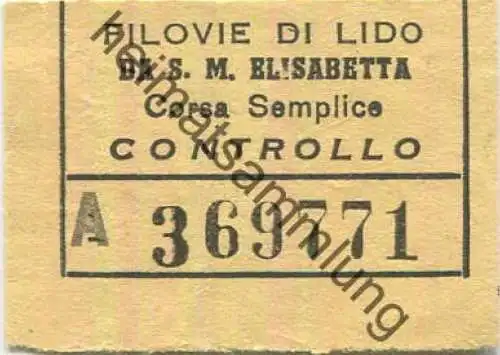 FILOVIE DI LIDO
DA S. M. ELISABETTA
Corsa Semplice
CONTROLLO
A 369771
heimatsammlung